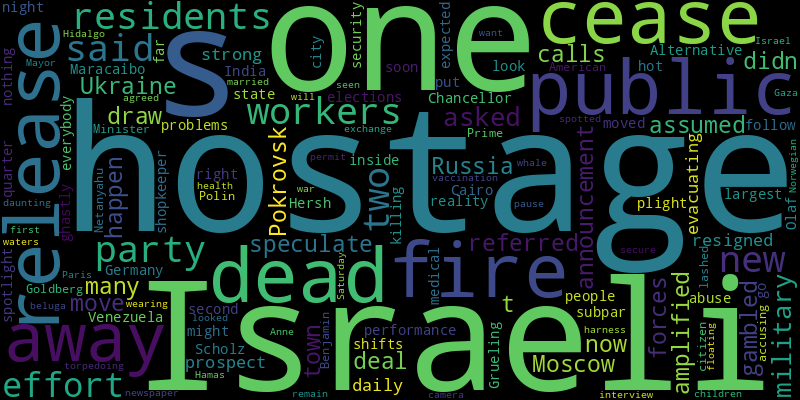 night
Hidalgo
residents
one
cease
security
want
Israel
Mayor
said
strong
city
expected
soon
calls
Alternative
didn
nothing
release
everybody
Maracaibo
far
India
married
seen
look
hot
American
Gaza
Ukraine
state
elections
will
put
Chancellor
public
s
agreed
draw
workers
exchange
asked
spotted
moved
assumed
follow
Minister
problems
Prime
hostage
quarter
happen
shopkeeper
Pokrovsk
inside
Russia
announcement
evacuating
Norwegian
daunting
ghastly
Netanyahu
right
health
Polin
permit
war
Hersh
two
killing
whale
vaccination
Cairo
reality
pause
plight
largest
Olaf
first
waters
party
speculate
referred
secure
resigned
spotlight
Paris
Goldberg
beluga
Germany
dead
Saturday
medical
fire
new
lashed
move
many
wearing
Venezuela
second
looked
might
Israeli
t
people
subpar
forces
amplified
abuse
gambled
go
accusing
military
away
Anne
town
Benjamin
performance
shifts
Grueling
now
harness
citizen
floating
Scholz
prospect
Hamas
deal
Moscow
effort
torpedoing
newspaper
remain
daily
camera
interview
children